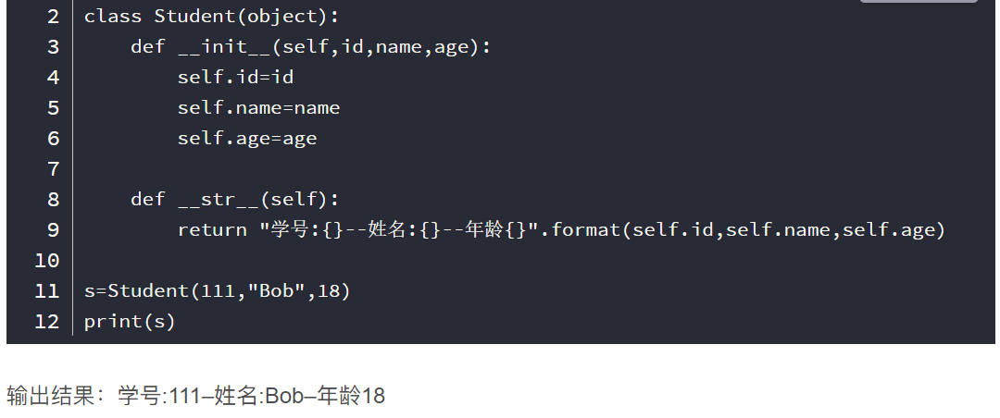 2 class Student(object):
3     def __init__(self,id,name,age):
4         self.id=id
5         self.name=name
6         self.age=age
7
8     def __str__(self):
9         return "学号:{}--姓名:{}--年龄{}".format(self.id,self.name,self.age)
10
11 s=Student(111,"Bob",18)
12 print(s)
输出结果：学号:111–姓名:Bob–年龄18